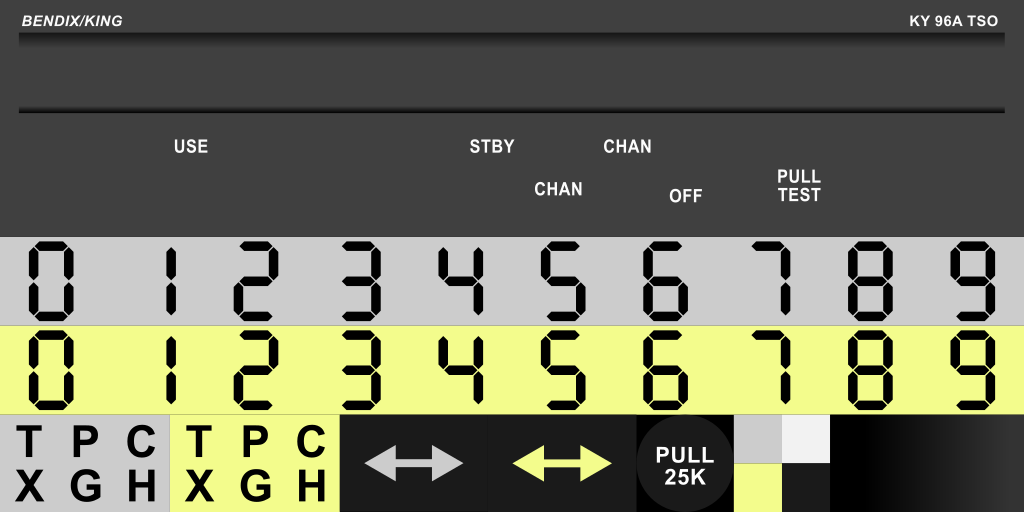 BENDIX/KING KY 96A TSO
USE STBY CHAN
CHAN OFF PULL
TEST
0 1 2 3 4 5 6 7 8 9
0 1 2 3 4 5 6 7 8 9
T P C T P C
X G H X G H
PULL
25K